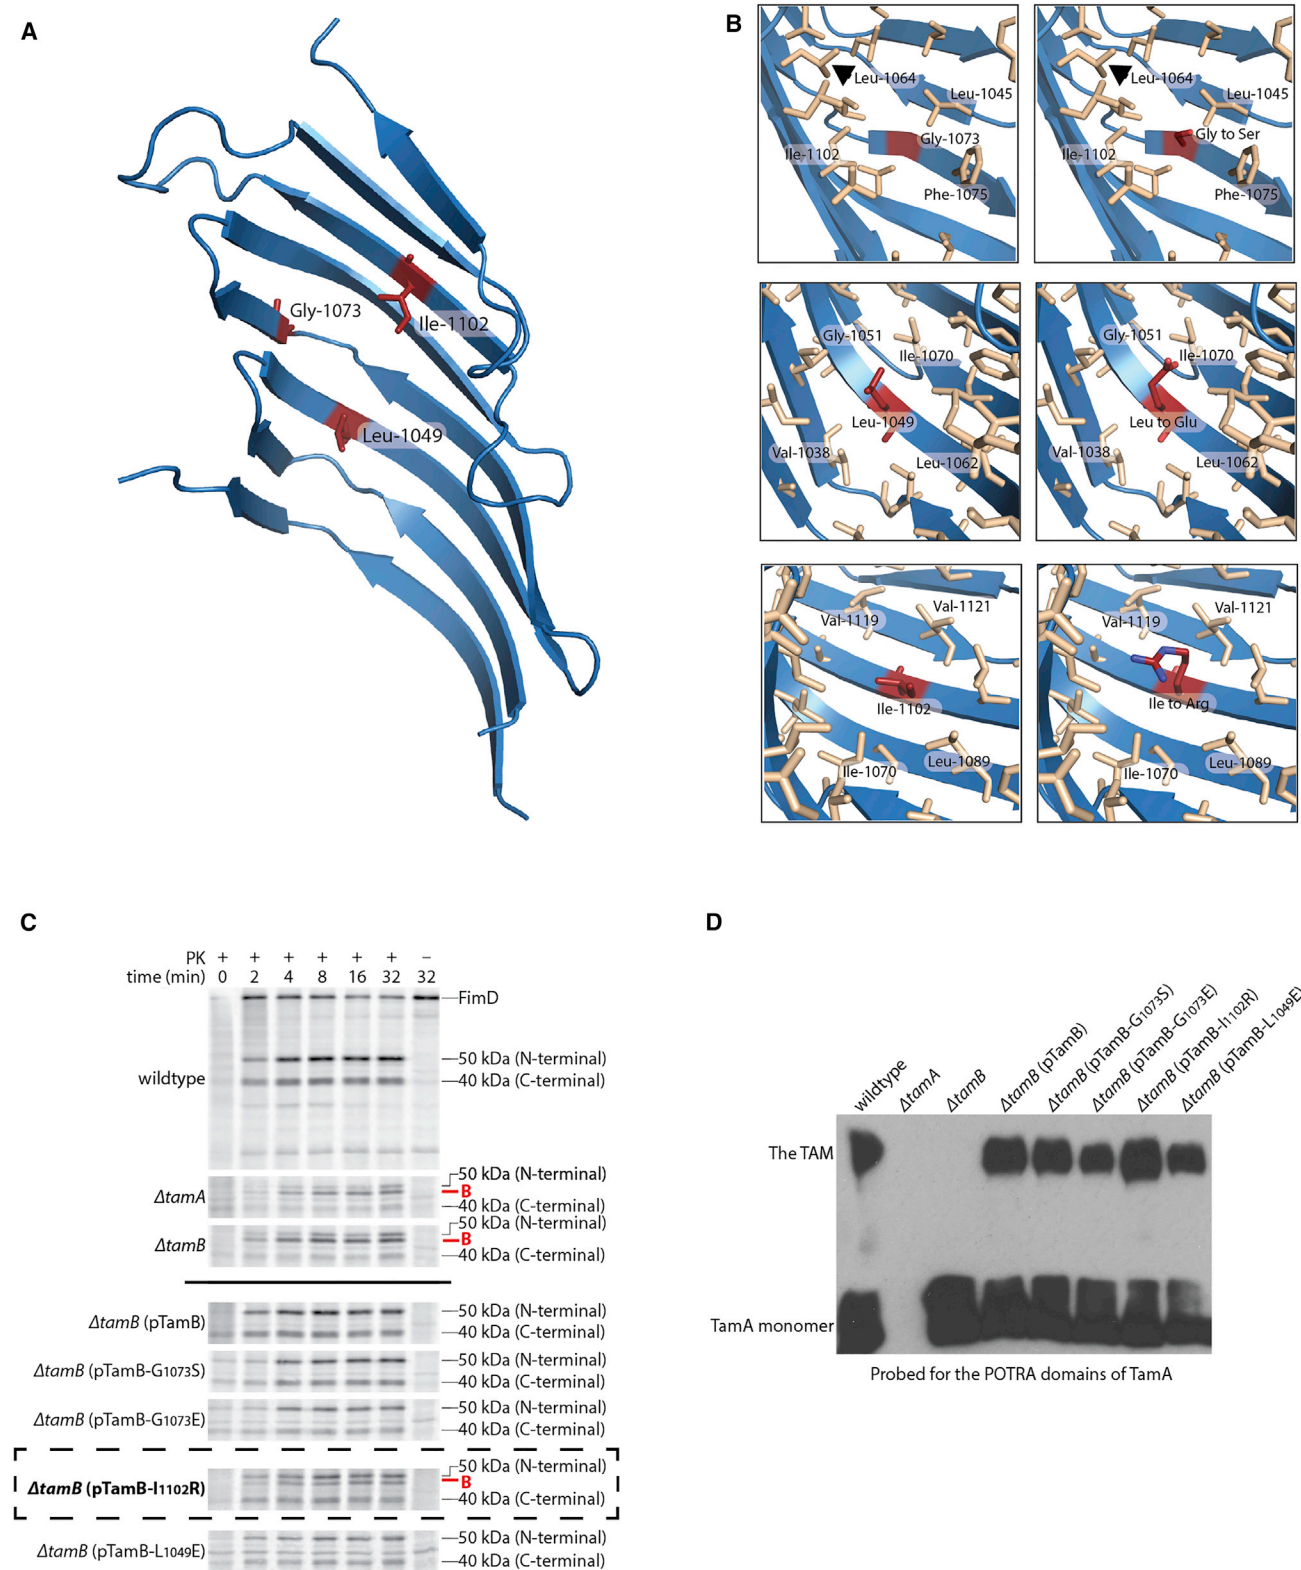 A
Gly-1073
Ile-1102
Leu-1049
B
Leu-1064
Leu-1045
Gly-1073
Ile-1102
Phe-1075
Leu-1064
Leu-1045
Gly to Ser
Ile-1102
Phe-1075
Gly-1051
Ile-1070
Leu-1049
Val-1038
Leu-1062
Gly-1051
Ile-1070
Leu to Glu
Val-1038
Leu-1062
Val-1121
Val-1119
Ile-1102
Leu-1089
Ile-1070
Val-1121
Val-1119
Ile to Arg
Leu-1089
Ile-1070
C
PK + + + + + + –
time (min) 0 2 4 8 16 32 32
FimD
50 kDa (N-terminal)
wildtype
40 kDa (C-terminal)
50 kDa (N-terminal)
ΔtamA
B
40 kDa (C-terminal)
50 kDa (N-terminal)
ΔtamB
B
40 kDa (C-terminal)
50 kDa (N-terminal)
ΔtamB (pTamB)
40 kDa (C-terminal)
50 kDa (N-terminal)
ΔtamB (pTamB-G1073S)
40 kDa (C-terminal)
50 kDa (N-terminal)
ΔtamB (pTamB-G1073E)
40 kDa (C-terminal)
50 kDa (N-terminal)
ΔtamB (pTamB-I1102R)
B
40 kDa (C-terminal)
50 kDa (N-terminal)
ΔtamB (pTamB-L1049E)
40 kDa (C-terminal)
D
wildtype
ΔtamA
ΔtamB
ΔtamB (pTamB)
ΔtamB (pTamB-G1073S)
ΔtamB (pTamB-G1073E)
ΔtamB (pTamB-I1102R)
ΔtamB (pTamB-L1049E)
The TAM
TamA monomer
Probed for the POTRA domains of TamA